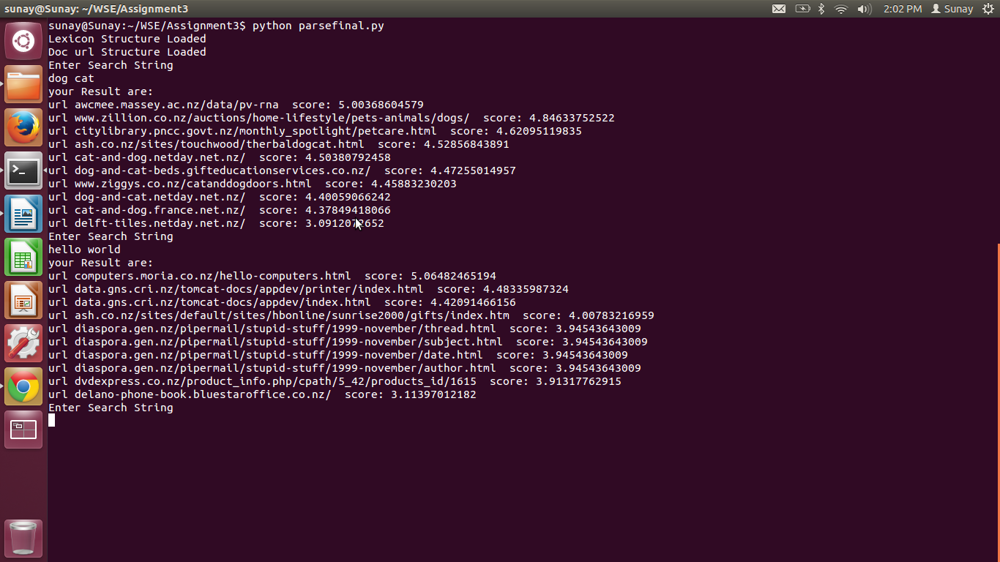 sunay@Sunay: ~/WSE/Assignment3
2:02 PM Sunay
sunay@Sunay:~/WSE/Assignment3$ python parsefinal.py
Lexicon Structure Loaded
Doc url Structure Loaded
Enter Search String
dog cat
your Result are:
url awcmee.massey.ac.nz/data/pv-rna  score: 5.00368604579
url www.zillion.co.nz/auctions/home-lifestyle/pets-animals/dogs/  score: 4.84633752522
url citylibrary.pncc.govt.nz/monthly_spotlight/petcare.html  score: 4.62095119835
url ash.co.nz/sites/touchwood/therbaldogcat.html  score: 4.52856843891
url cat-and-dog.netday.net.nz/  score: 4.50380792458
url dog-and-cat-beds.gifteducationservices.co.nz/  score: 4.47255014957
url www.ziggys.co.nz/catanddogdoors.html  score: 4.45883230203
url dog-and-cat.netday.net.nz/  score: 4.40059066242
url cat-and-dog.france.net.nz/  score: 4.37849418066
url delft-tiles.netday.net.nz/  score: 3.0912072652
Enter Search String
hello world
your Result are:
url computers.moria.co.nz/hello-computers.html  score: 5.06482465194
url data.gns.cri.nz/tomcat-docs/appdev/printer/index.html  score: 4.48335987324
url data.gns.cri.nz/tomcat-docs/appdev/index.html  score: 4.42091466156
url ash.co.nz/sites/default/sites/hbonline/sunrise2000/gifts/index.htm  score: 4.00783216959
url diaspora.gen.nz/pipermail/stupid-stuff/1999-november/thread.html  score: 3.94543643009
url diaspora.gen.nz/pipermail/stupid-stuff/1999-november/subject.html  score: 3.94543643009
url diaspora.gen.nz/pipermail/stupid-stuff/1999-november/date.html  score: 3.94543643009
url diaspora.gen.nz/pipermail/stupid-stuff/1999-november/author.html  score: 3.94543643009
url dvdexpress.co.nz/product_info.php/cpath/5_42/products_id/1615  score: 3.91317762915
url delano-phone-book.bluestaroffice.co.nz/  score: 3.11397012182
Enter Search String